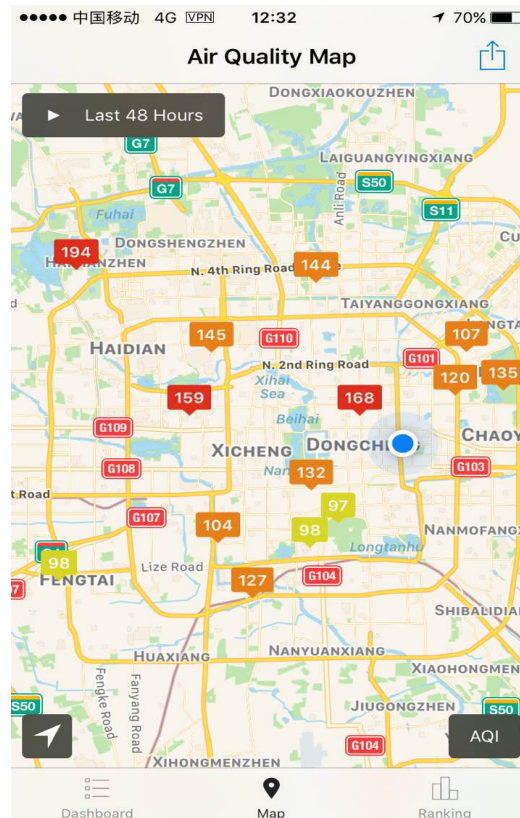 中国移动 4G VPN 12:32 70%
Air Quality Map
DONGXIAOKOUZHEN
Last 48 Hours
G7
LAIGUANGYINGXIANG
G7
S50
Anli Road
S11
Fuhai
194
DONGSHENGZHEN
144
N. 4th Ring Road
TAIYANGGONGXIANG
145
G110
107
HAIDIAN
N. 2nd Ring Road
G101
120
135
Xihai
Sea
159
168
Beihai
G109
XICHENG
G108
132
G103
97
104
98
G107
Longtanhu
98
Lize Road
FENGTAI
127
G104
HUAXIANG
NANYUANXIANG
Fengke Road
Fanyang Road
S50
JIUGONGZHEN
S50
G104
AQI
XIHONGMENZHEN
Dashboard
Map
Ranking